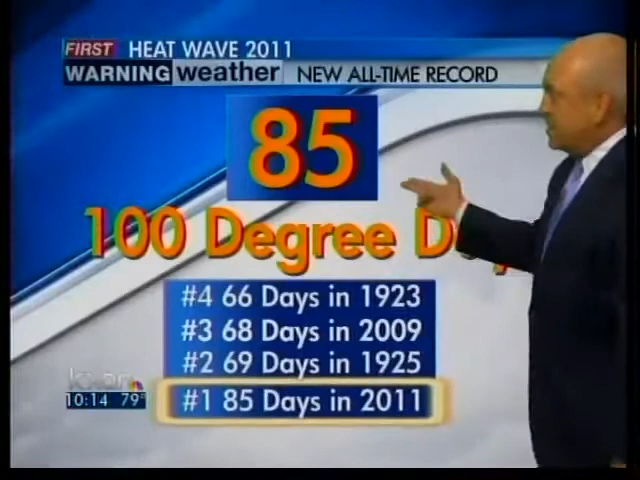 FIRST HEAT WAVE 2011
WARNING weather NEW ALL-TIME RECORD
85
100 Degree
#4 66 Days in 1923
#3 68 Days in 2009
#2 69 Days in 1925
#1 85 Days in 2011
kxan
10:14 79°